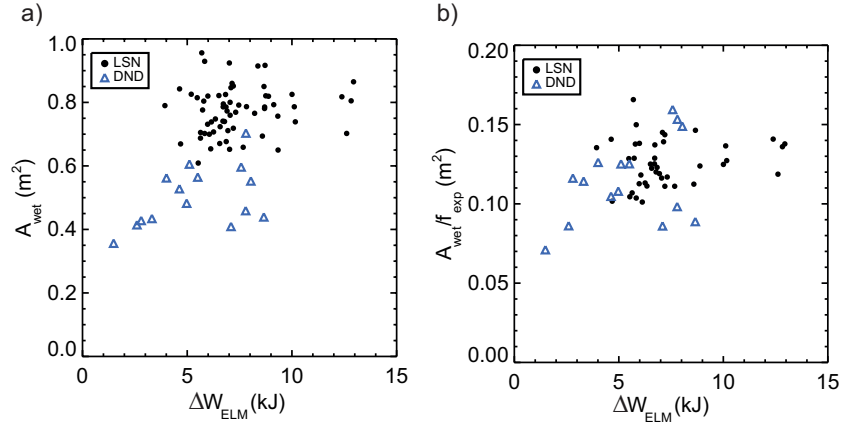 a)
1.0
0.8
0.6
0.4
0.2
0.0
A_wet (m²)
LSN
DND
0
5
10
15
ΔW_ELM (kJ)
b)
0.20
0.15
0.10
0.05
0.00
A_wet/f_exp (m²)
LSN
DND
0
5
10
15
ΔW_ELM (kJ)